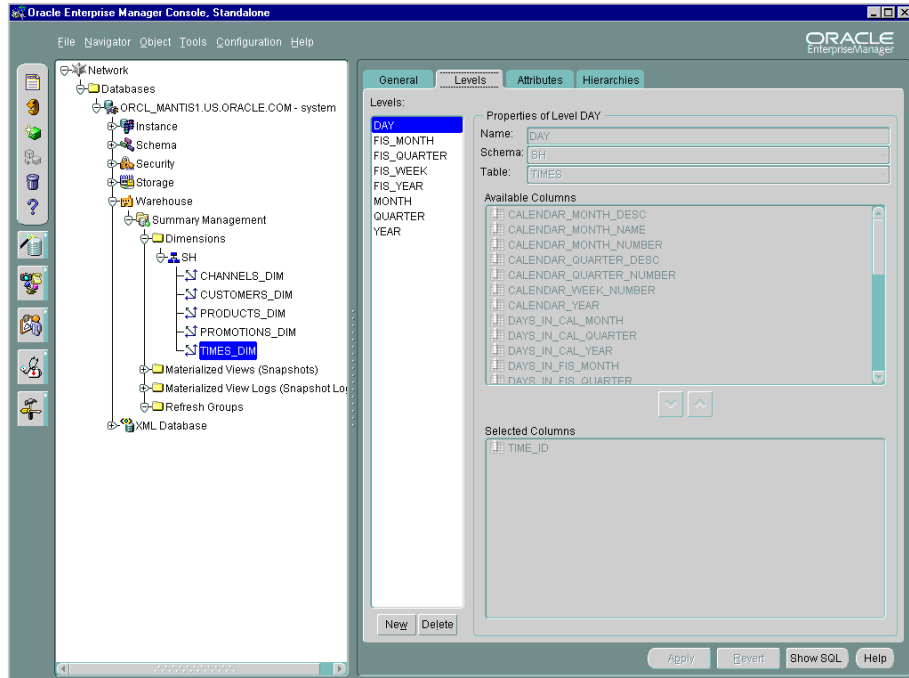 Oracle Enterprise Manager Console, Standalone
File Navigator Object Tools Configuration Help
ORACLE
EnterpriseManager
Network
Databases
ORCL_MANTIS1.US.ORACLE.COM - system
Instance
Schema
Security
Storage
Warehouse
Summary Management
Dimensions
SH
CHANNELS_DIM
CUSTOMERS_DIM
PRODUCTS_DIM
PROMOTIONS_DIM
TIMES_DIM
Materialized Views (Snapshots)
Materialized View Logs (Snapshot Lo
Refresh Groups
XML Database
General Levels Attributes Hierarchies
Levels:
DAY
FIS_MONTH
FIS_QUARTER
FIS_WEEK
FIS_YEAR
MONTH
QUARTER
YEAR
New Delete
Properties of Level DAY
Name: DAY
Schema: SH
Table: TIMES
Available Columns
CALENDAR_MONTH_DESC
CALENDAR_MONTH_NAME
CALENDAR_MONTH_NUMBER
CALENDAR_QUARTER_DESC
CALENDAR_QUARTER_NUMBER
CALENDAR_WEEK_NUMBER
CALENDAR_YEAR
DAYS_IN_CAL_MONTH
DAYS_IN_CAL_QUARTER
DAYS_IN_CAL_YEAR
DAYS_IN_FIS_MONTH
DAYS_IN_FIS_QUARTER
Selected Columns
TIME_ID
Apply Revert Show SQL Help